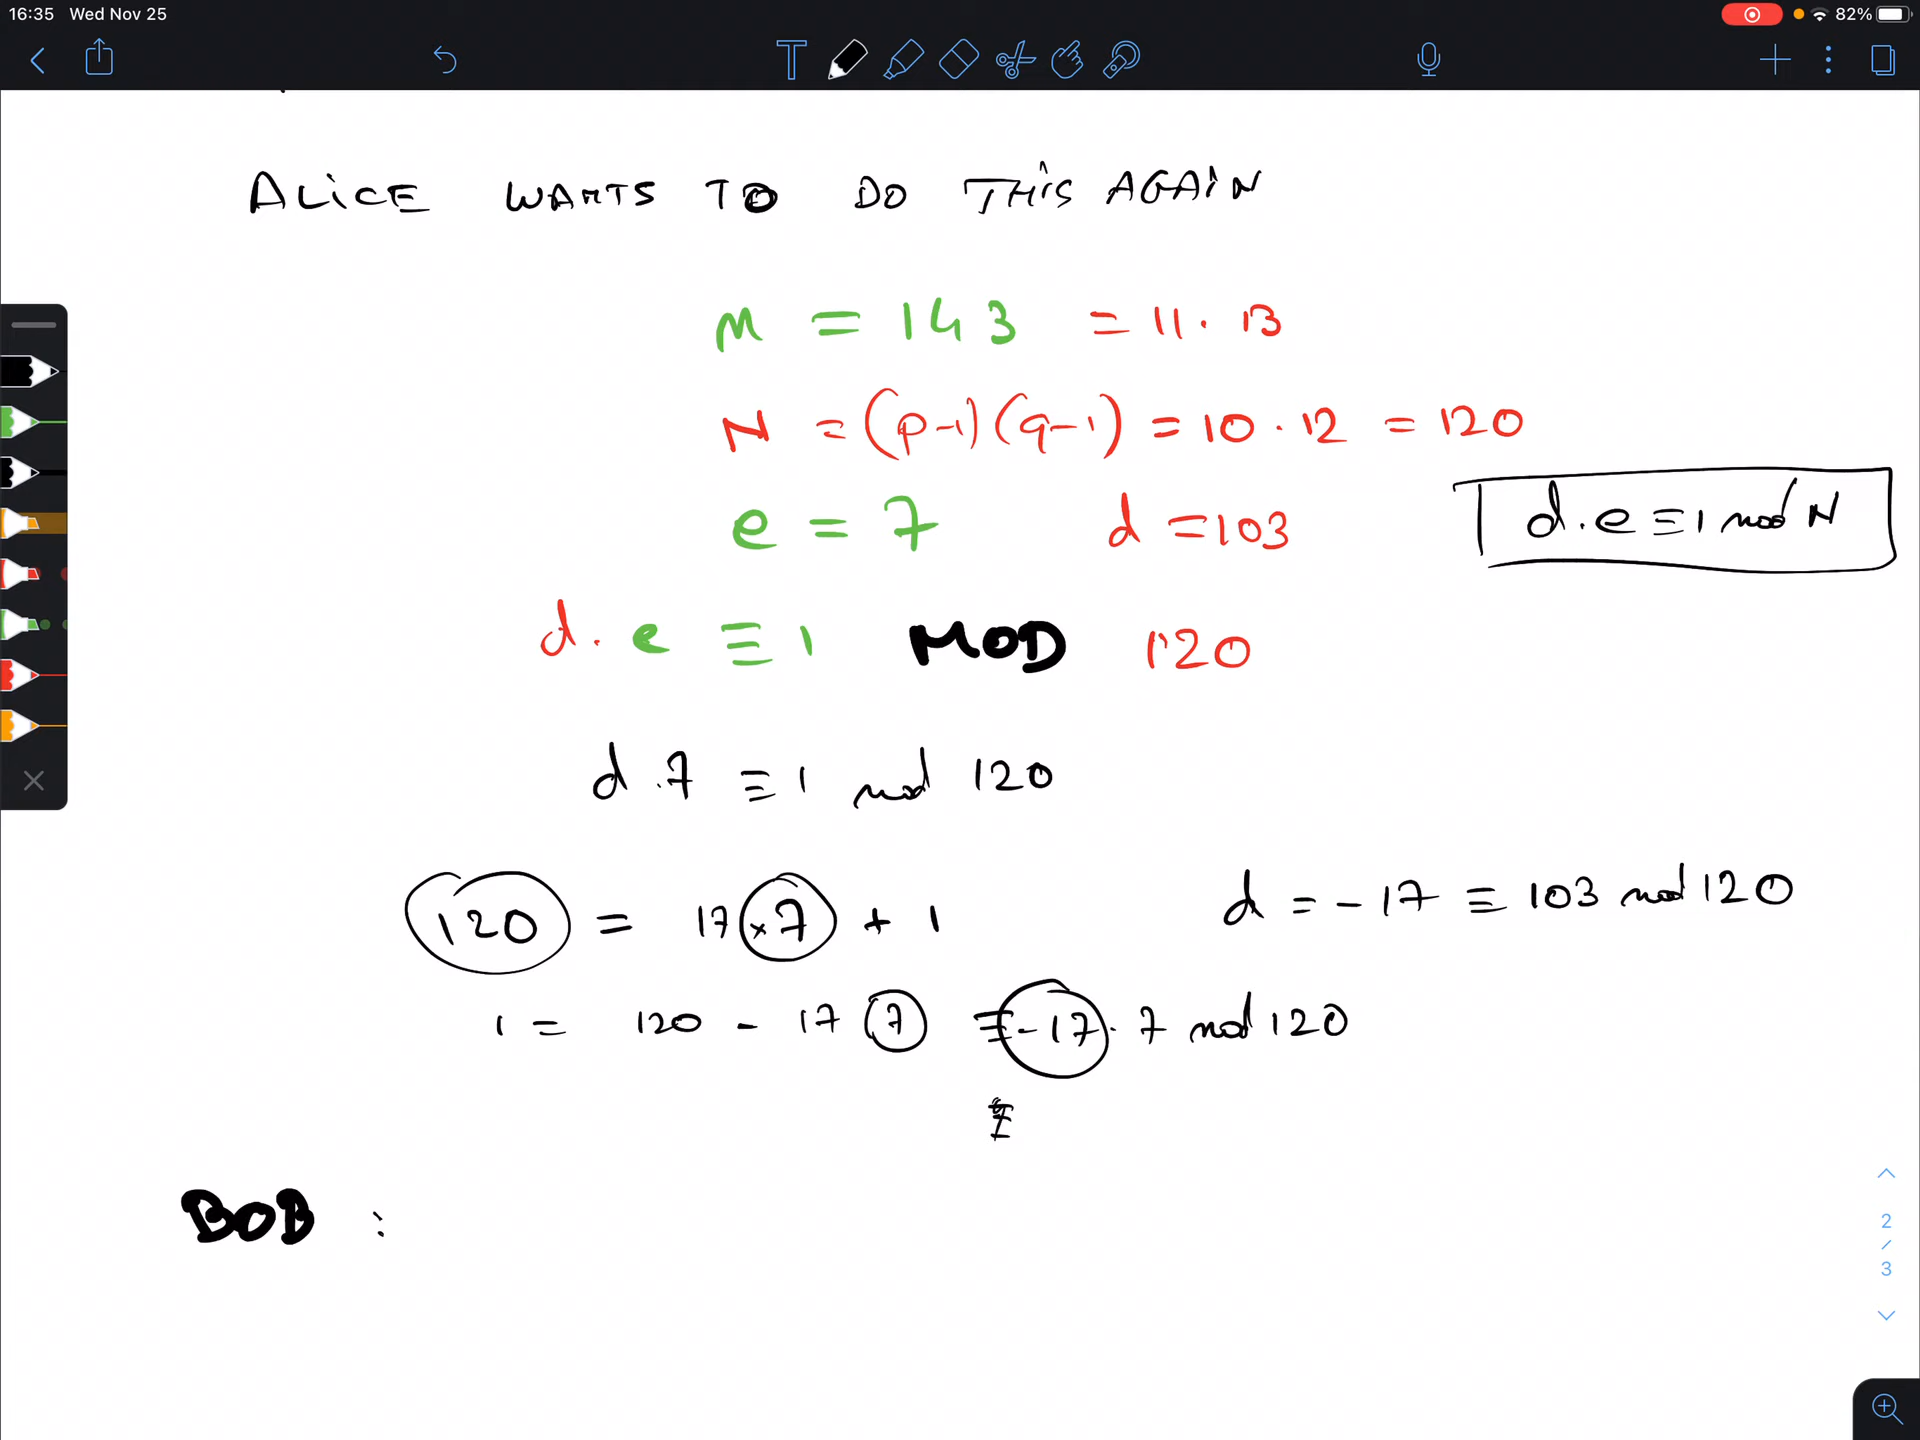 16:35 Wed Nov 25
82%
ALICE WANTS TO DO THIS AGAIN
m = 143 = 11 · 13
N = (p-1)(q-1) = 10 · 12 = 120
e = 7 d = 103
d.e ≡ 1 mod N
d. e ≡ 1 MOD 120
d .7 ≡ 1 mod 120
120 = 17 × 7 + 1
d = -17 ≡ 103 mod 120
1 = 120 - 17 7 ≡ -17 · 7 mod 120
BOB :
2
/
3